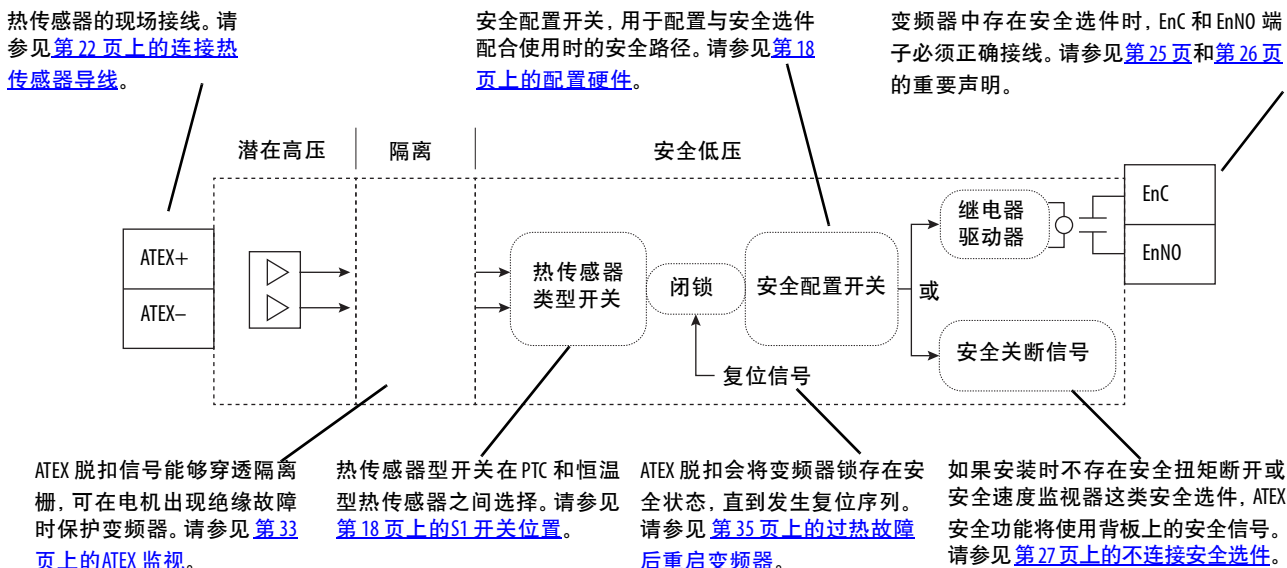 热传感器的现场接线。请
参见第 22 页上的连接热
传感器导线。
安全配置开关，用于配置与安全选件
配合使用时的安全路径。请参见第 18
页上的配置硬件。
变频器中存在安全选件时，EnC 和 EnNO 端
子必须正确接线。请参见第 25 页和第 26 页
的重要声明。
潜在高压
隔离
安全低压
ATEX+
ATEX–
热传感器
类型开关
闭锁
安全配置开关
或
继电器
驱动器
EnC
EnNO
安全关断信号
复位信号
ATEX 脱扣信号能够穿透隔离
栅，可在电机出现绝缘故障
时保护变频器。请参见 第 33
页上的ATEX 监视。
热传感器型开关在 PTC 和恒温
型热传感器之间选择。请参见
第 18 页上的S1 开关位置。
ATEX 脱扣会将变频器锁存在安
全状态，直到发生复位序列。
请参见 第 35 页上的过热故障
后重启变频器。
如果安装时不存在安全扭矩断开或
安全速度监视器这类安全选件，ATEX
安全功能将使用背板上的安全信号。
请参见 第 27 页上的不连接安全选件。